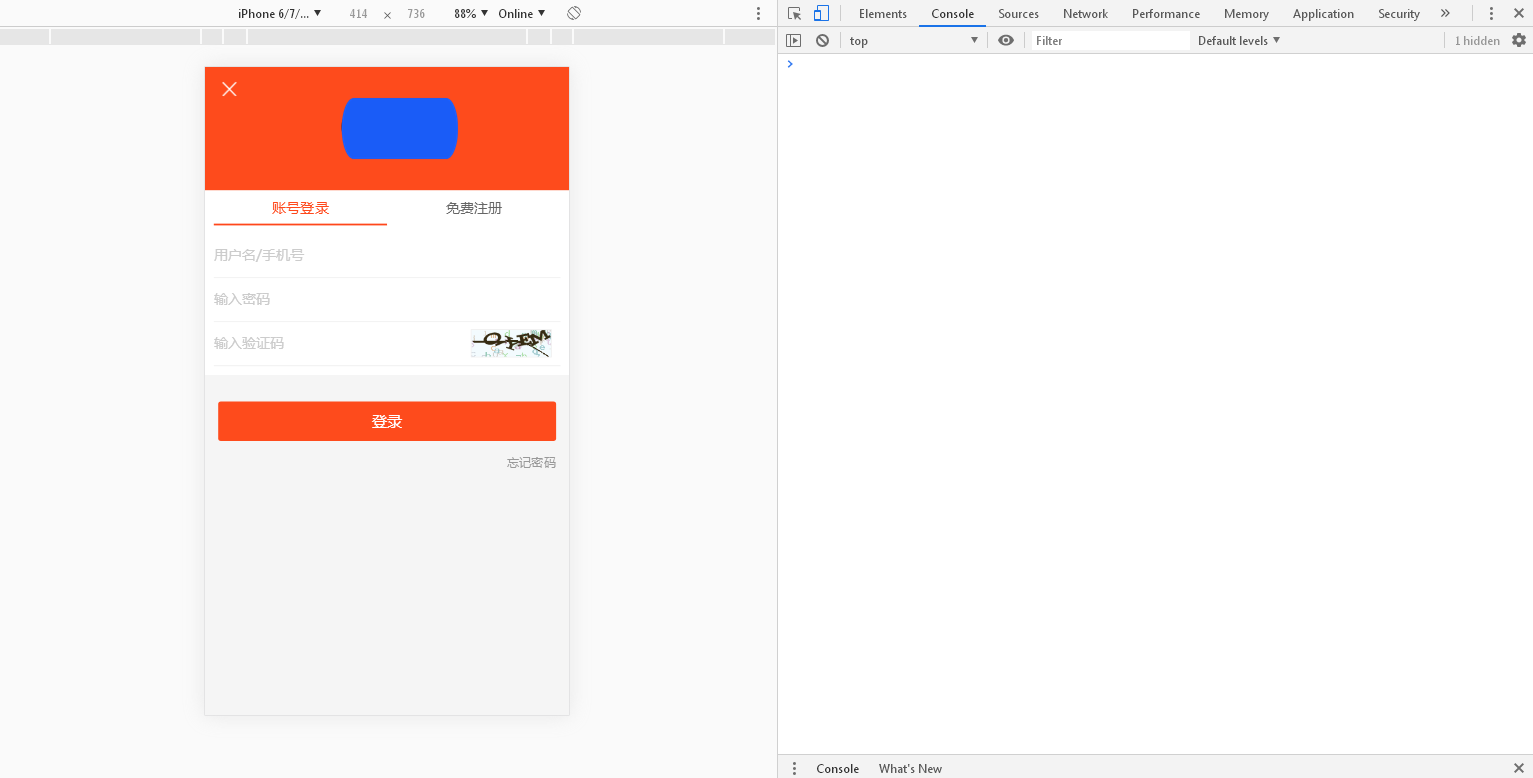 iPhone 6/7/... ▼ 414 × 736 88% ▼ Online ▼
Elements Console Sources Network Performance Memory Application Security »
top ▼ Filter Default levels ▼ 1 hidden
>
账号登录 免费注册
用户名/手机号
输入密码
输入验证码
登录
忘记密码
Console What's New